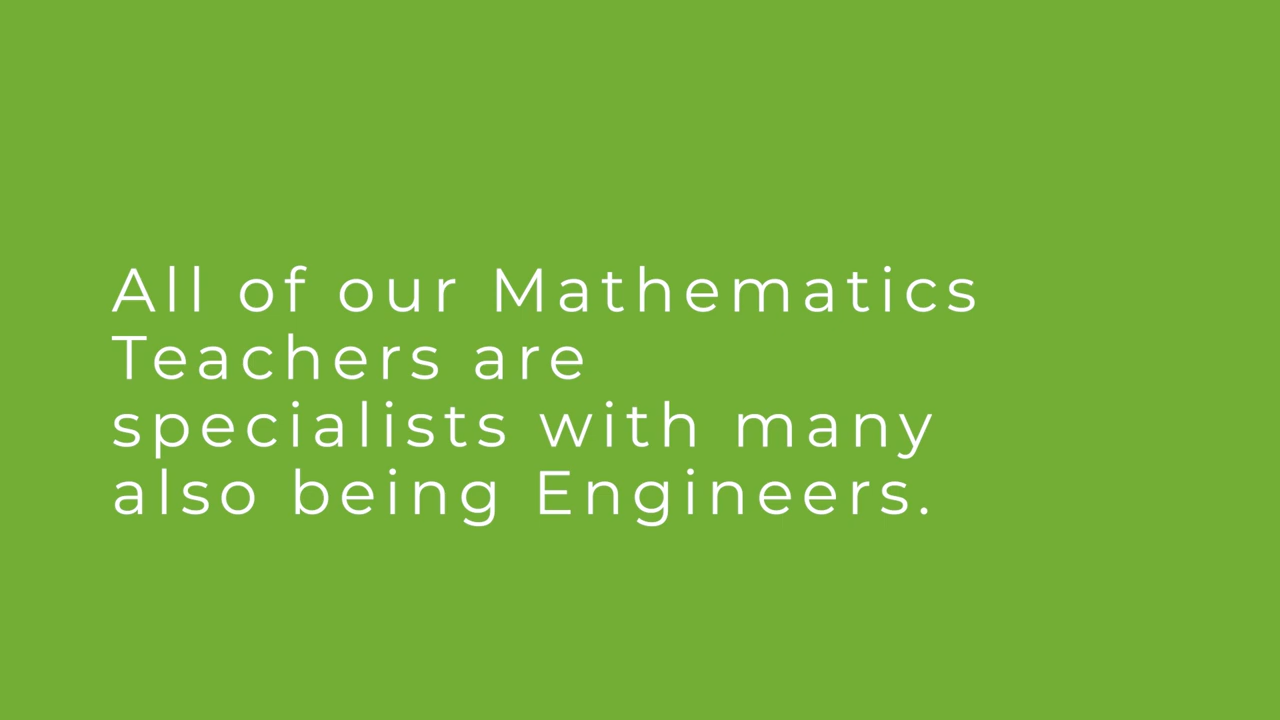 All of our Mathematics
Teachers are
specialists with many
also being Engineers.